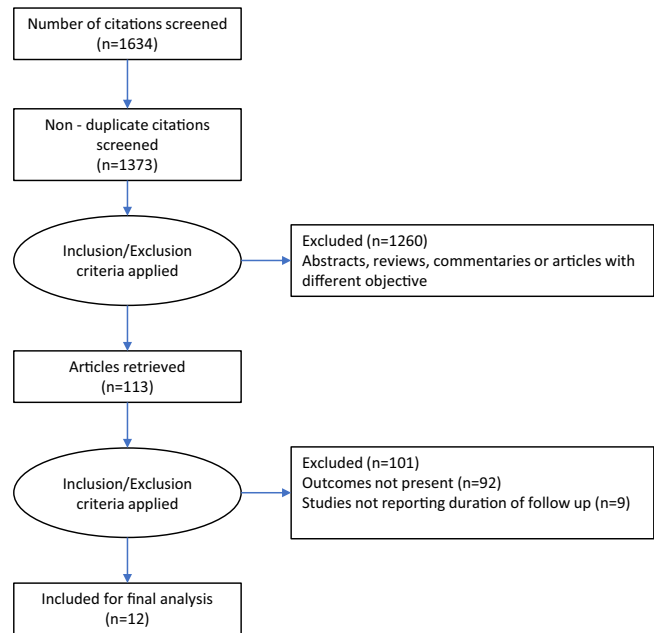 Number of citations screened
(n=1634)
Non - duplicate citations
screened
(n=1373)
Inclusion/Exclusion
criteria applied
Excluded (n=1260)
Abstracts, reviews, commentaries or articles with
different objective
Articles retrieved
(n=113)
Inclusion/Exclusion
criteria applied
Excluded (n=101)
Outcomes not present (n=92)
Studies not reporting duration of follow up (n=9)
Included for final analysis
(n=12)